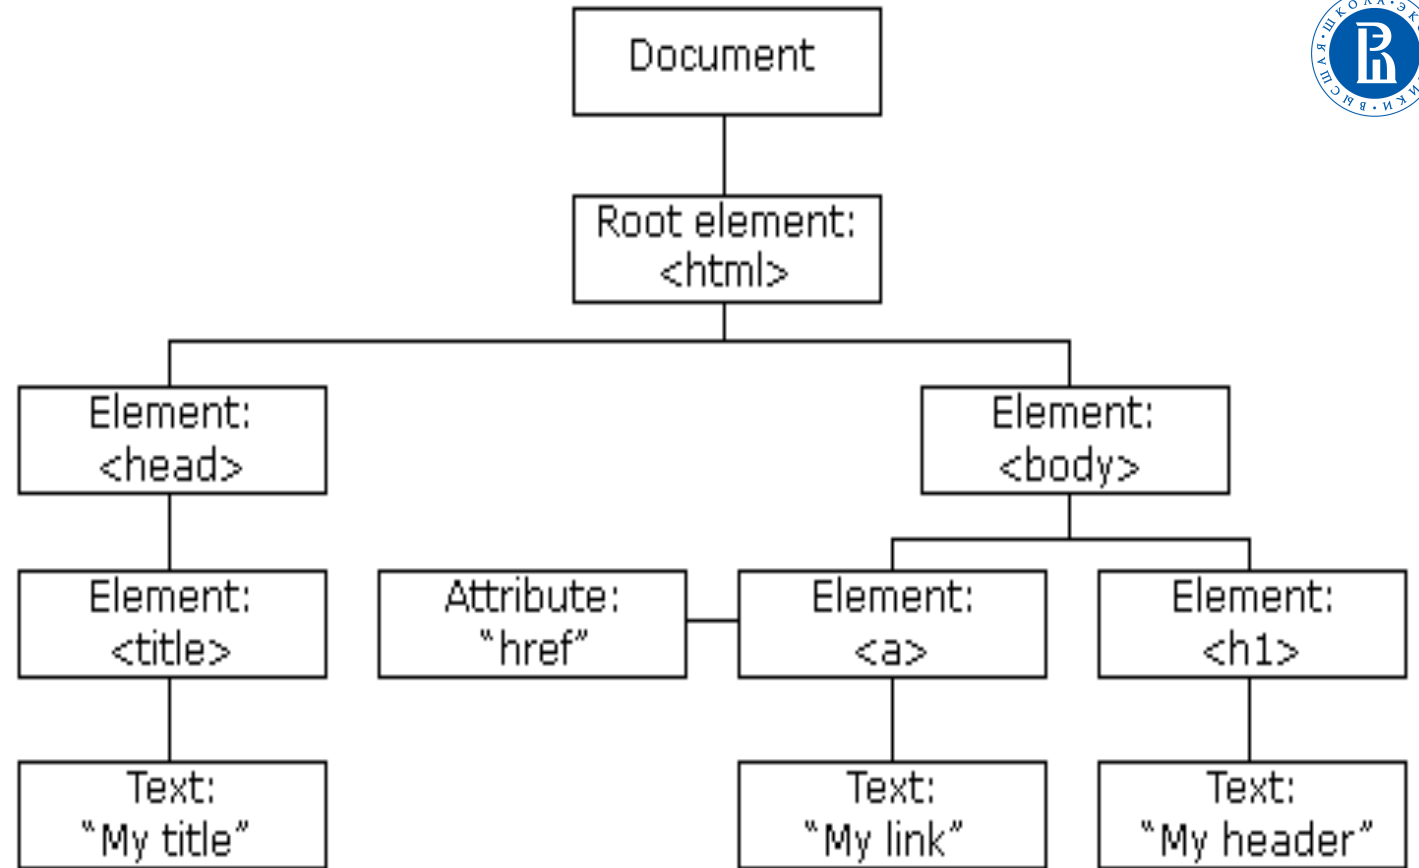 Document
Root element:
<html>
Element:
<head>
Element:
<body>
Element:
<title>
Attribute:
“href”
Element:
<a>
Element:
<h1>
Text:
“My title”
Text:
“My link”
Text:
“My header”